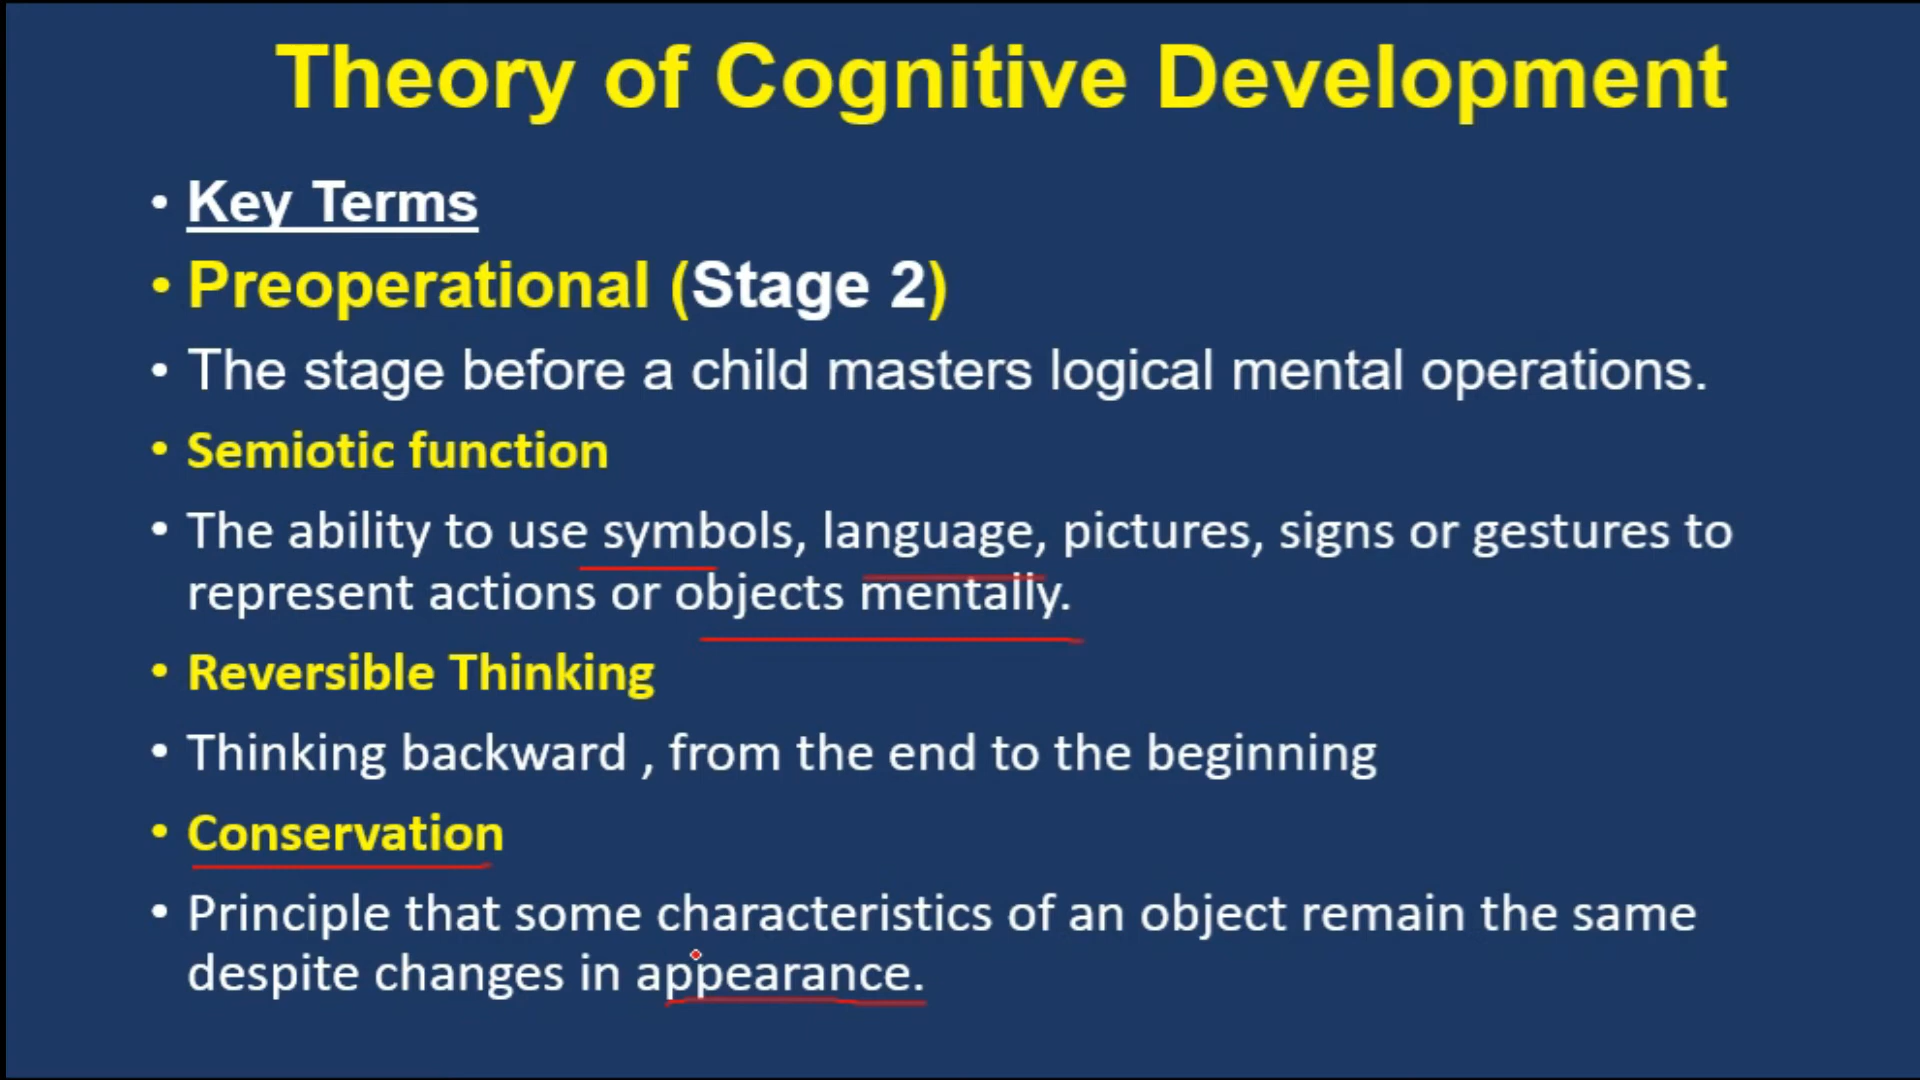 Theory of Cognitive Development
• Key Terms
• Preoperational (Stage 2)
• The stage before a child masters logical mental operations.
• Semiotic function
• The ability to use symbols, language, pictures, signs or gestures to
represent actions or objects mentally.
• Reversible Thinking
• Thinking backward , from the end to the beginning
• Conservation
• Principle that some characteristics of an object remain the same
despite changes in appearance.